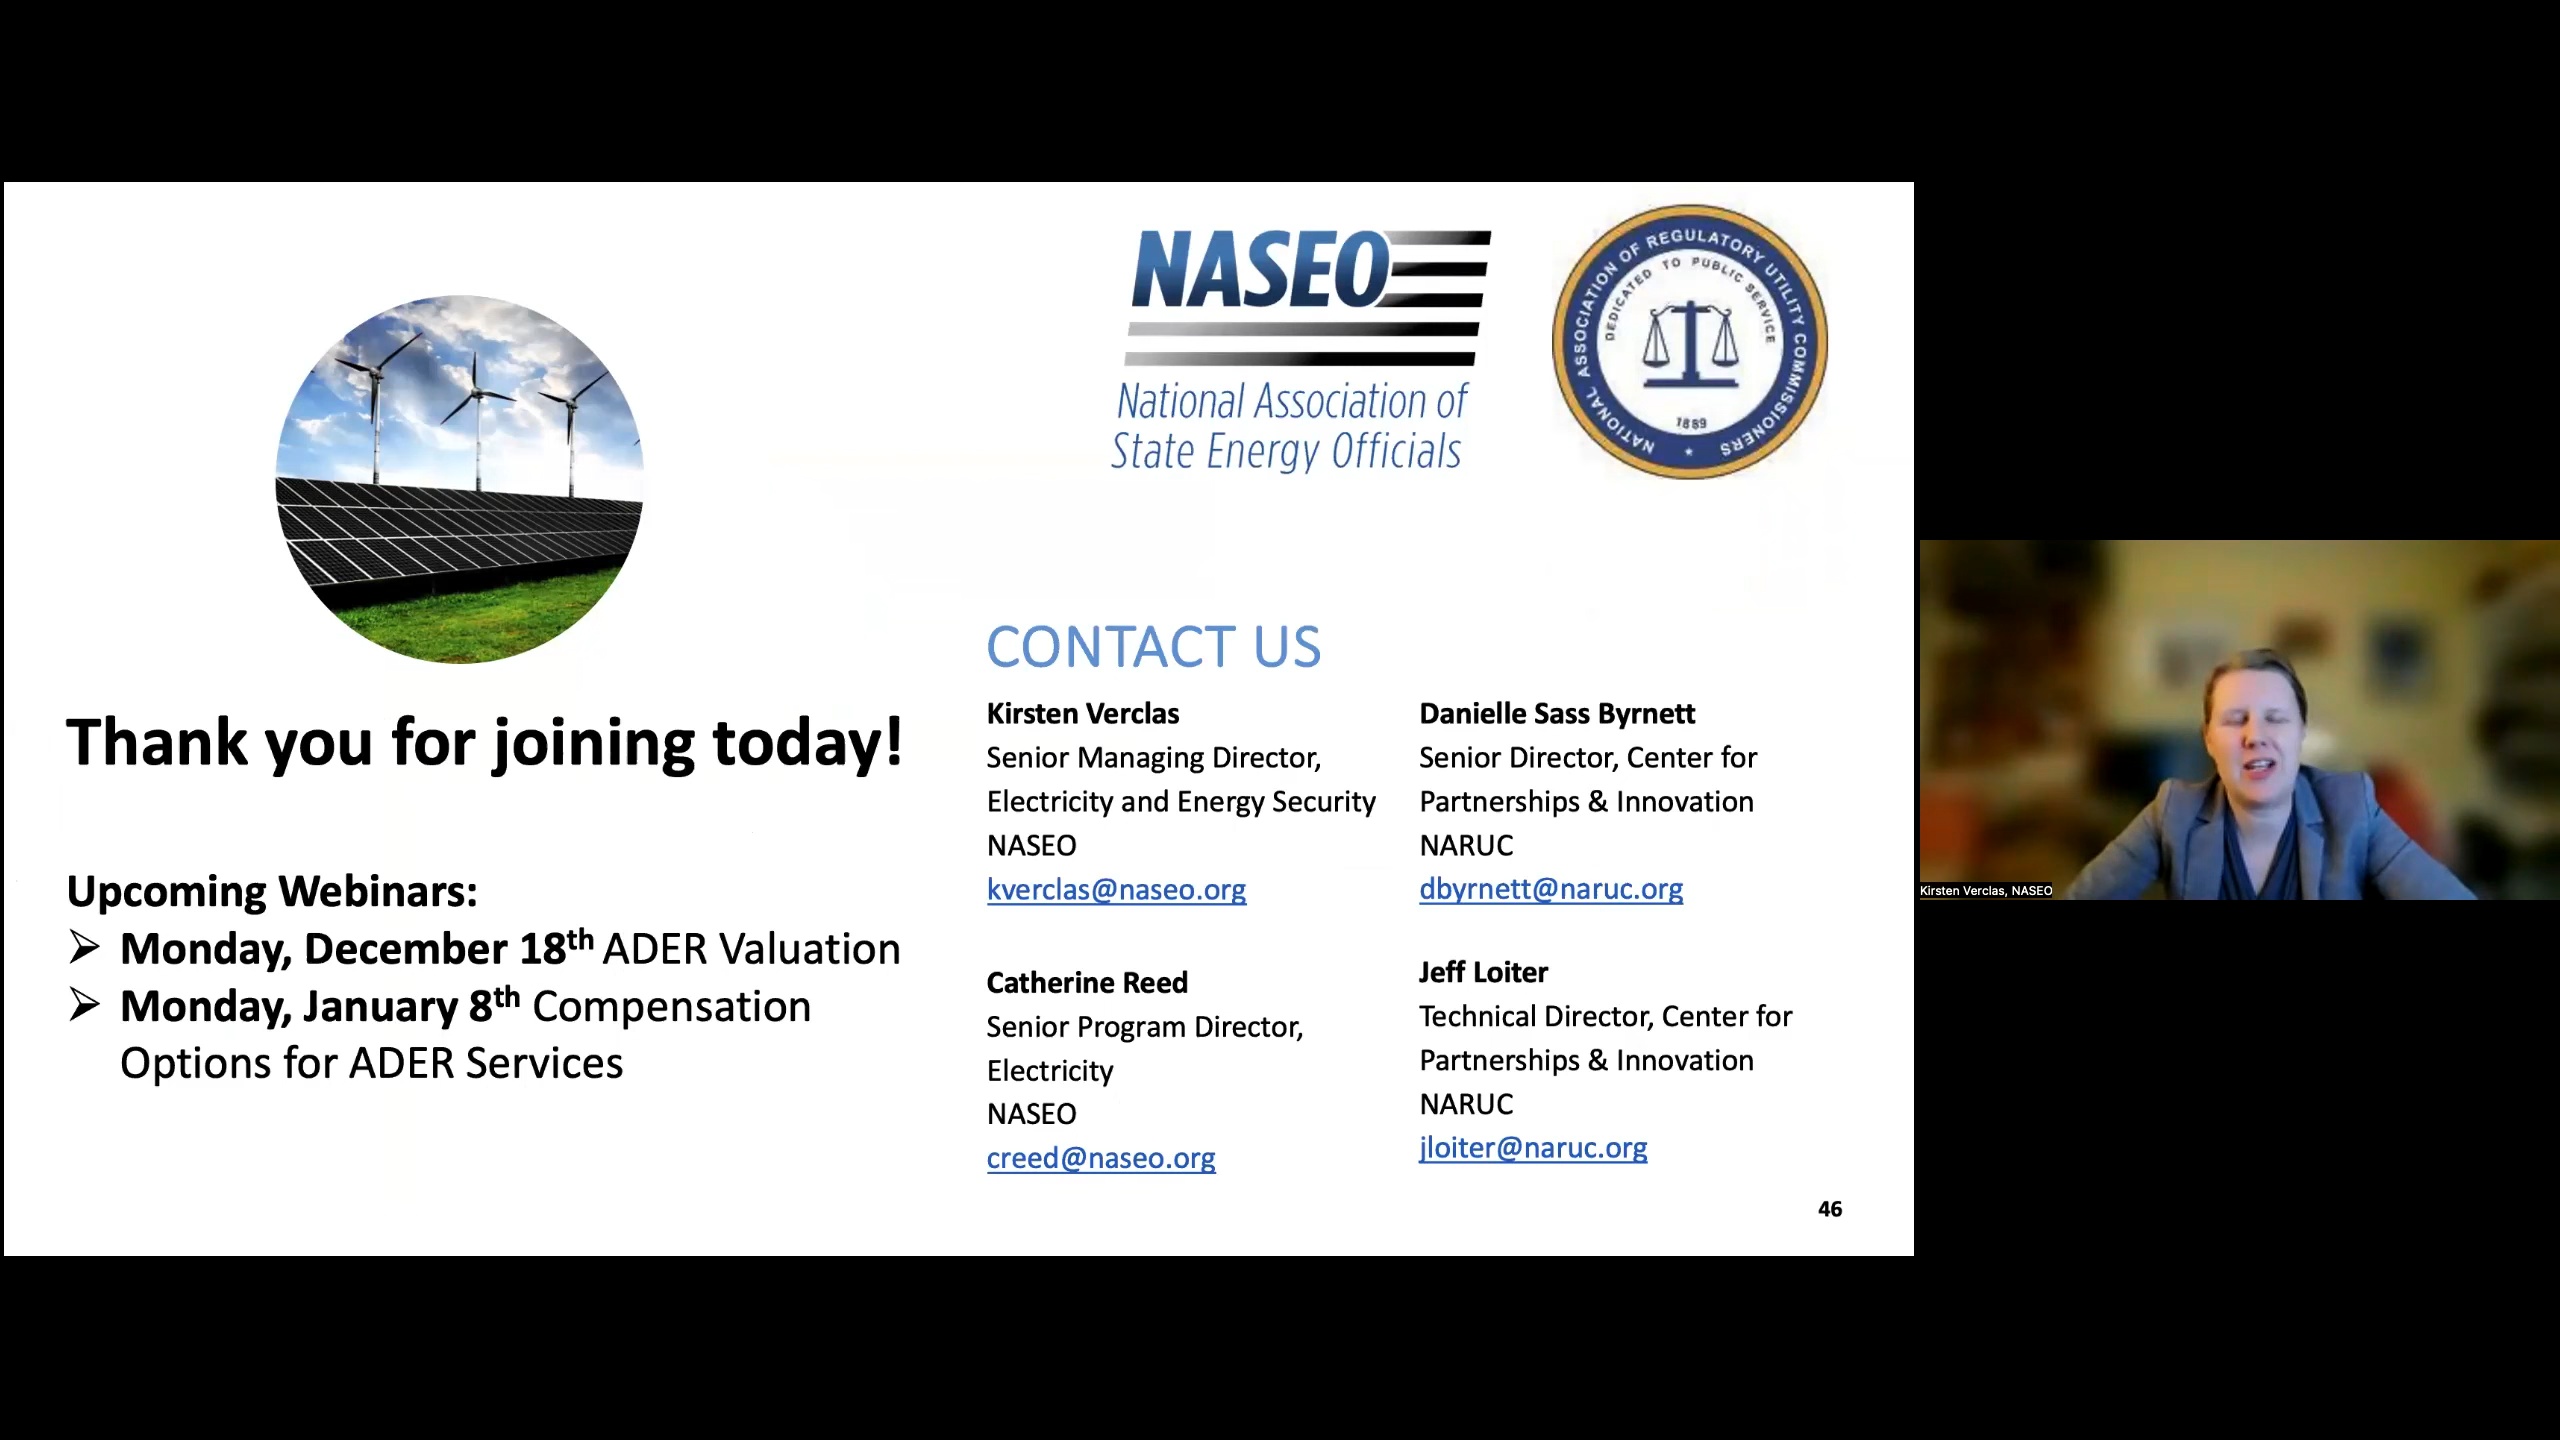 NASEO
National Association of
State Energy Officials
NATIONAL ASSOCIATION OF REGULATORY UTILITY COMMISSIONERS
DEDICATED TO PUBLIC SERVICE
1889
Thank you for joining today!
Upcoming Webinars:
➢ Monday, December 18th ADER Valuation
➢ Monday, January 8th Compensation
Options for ADER Services
CONTACT US
Kirsten Verclas
Senior Managing Director,
Electricity and Energy Security
NASEO
kverclas@naseo.org
Catherine Reed
Senior Program Director,
Electricity
NASEO
creed@naseo.org
Danielle Sass Byrnett
Senior Director, Center for
Partnerships & Innovation
NARUC
dbyrnett@naruc.org
Jeff Loiter
Technical Director, Center for
Partnerships & Innovation
NARUC
jloiter@naruc.org
46
Kirsten Verclas, NASEO